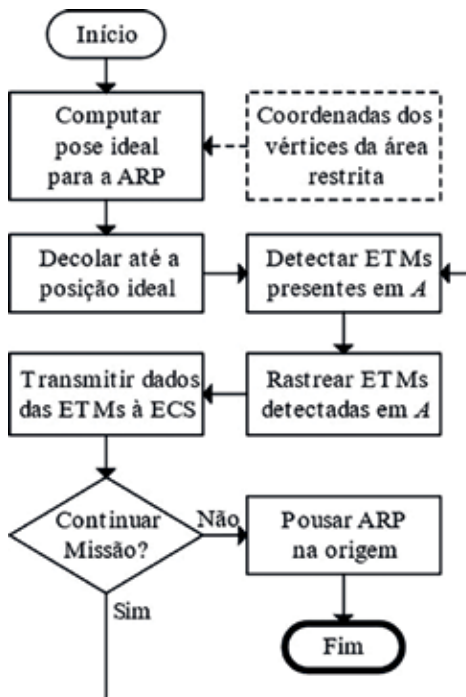 Início
Computar
pose ideal
para a ARP
Coordenadas dos
vértices da área
restrita
Decolar até a
posição ideal
Detectar ETMs
presentes em A
Transmitir dados
das ETMs à ECS
Rastrear ETMs
detectadas em A
Continuar
Missão?
Não
Pousar ARP
na origem
Sim
Fim